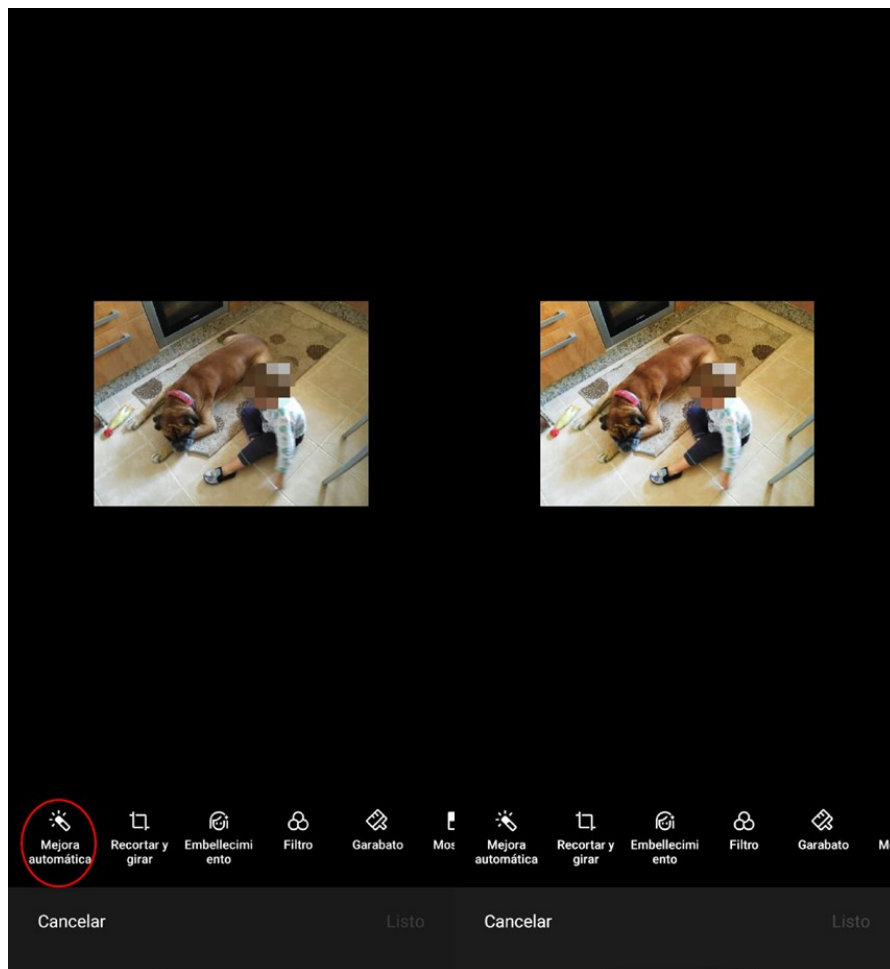 Mejora
automática
Recortar y
girar
Embellecimi
ento
Filtro
Garabato
Mos
Mejora
automática
Recortar y
girar
Embellecimi
ento
Filtro
Garabato
M
Cancelar
Listo
Cancelar
Listo